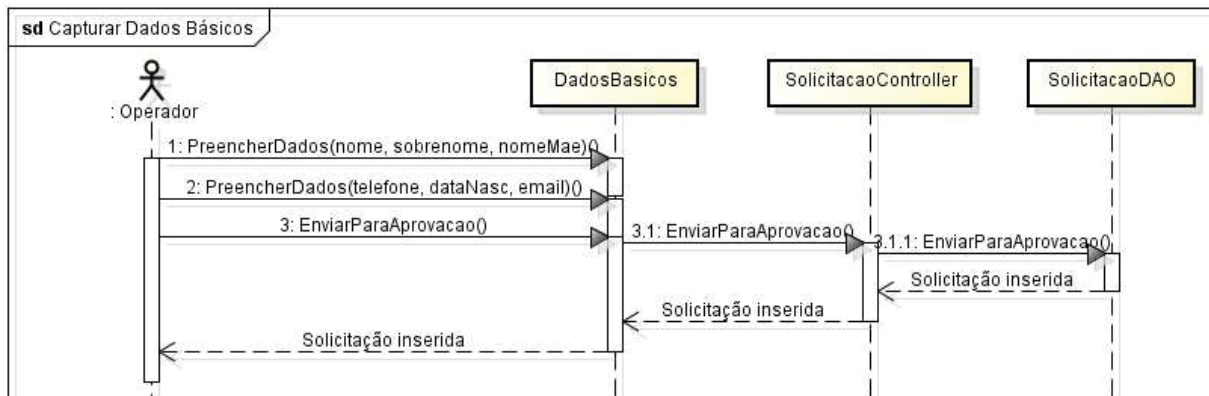 sd Capturar Dados Básicos
DadosBasicos
SolicitacaoController
SolicitacaoDAO
: Operador
1: PreencherDados(nome, sobrenome, nomeMae)()
2: PreencherDados(telefone, dataNasc, email)()
3: EnviarParaAprovacao()
3.1: EnviarParaAprovacao()
3.1.1: EnviarParaAprovacao()
Solicitação inserida
Solicitação inserida
Solicitação inserida